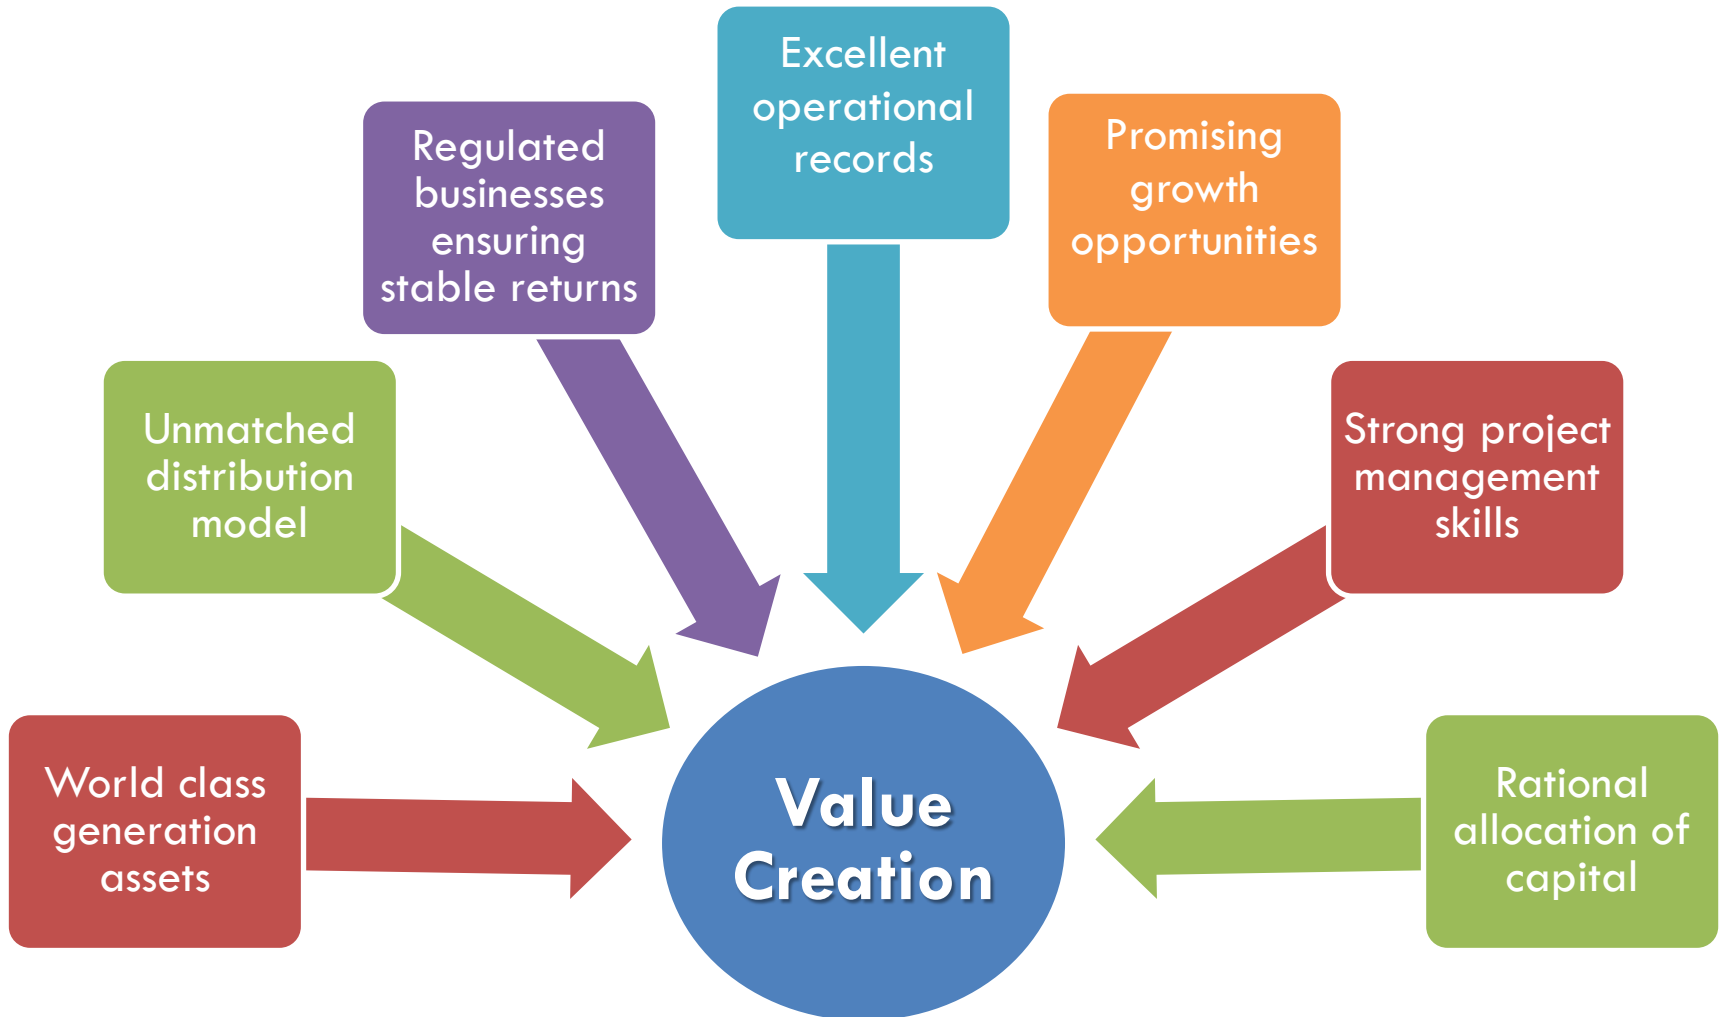 Excellent
operational
records
Promising
growth
opportunities
Regulated
businesses
ensuring
stable returns
Unmatched
distribution
model
Strong project
management
skills
World class
generation
assets
Value
Creation
Rational
allocation of
capital